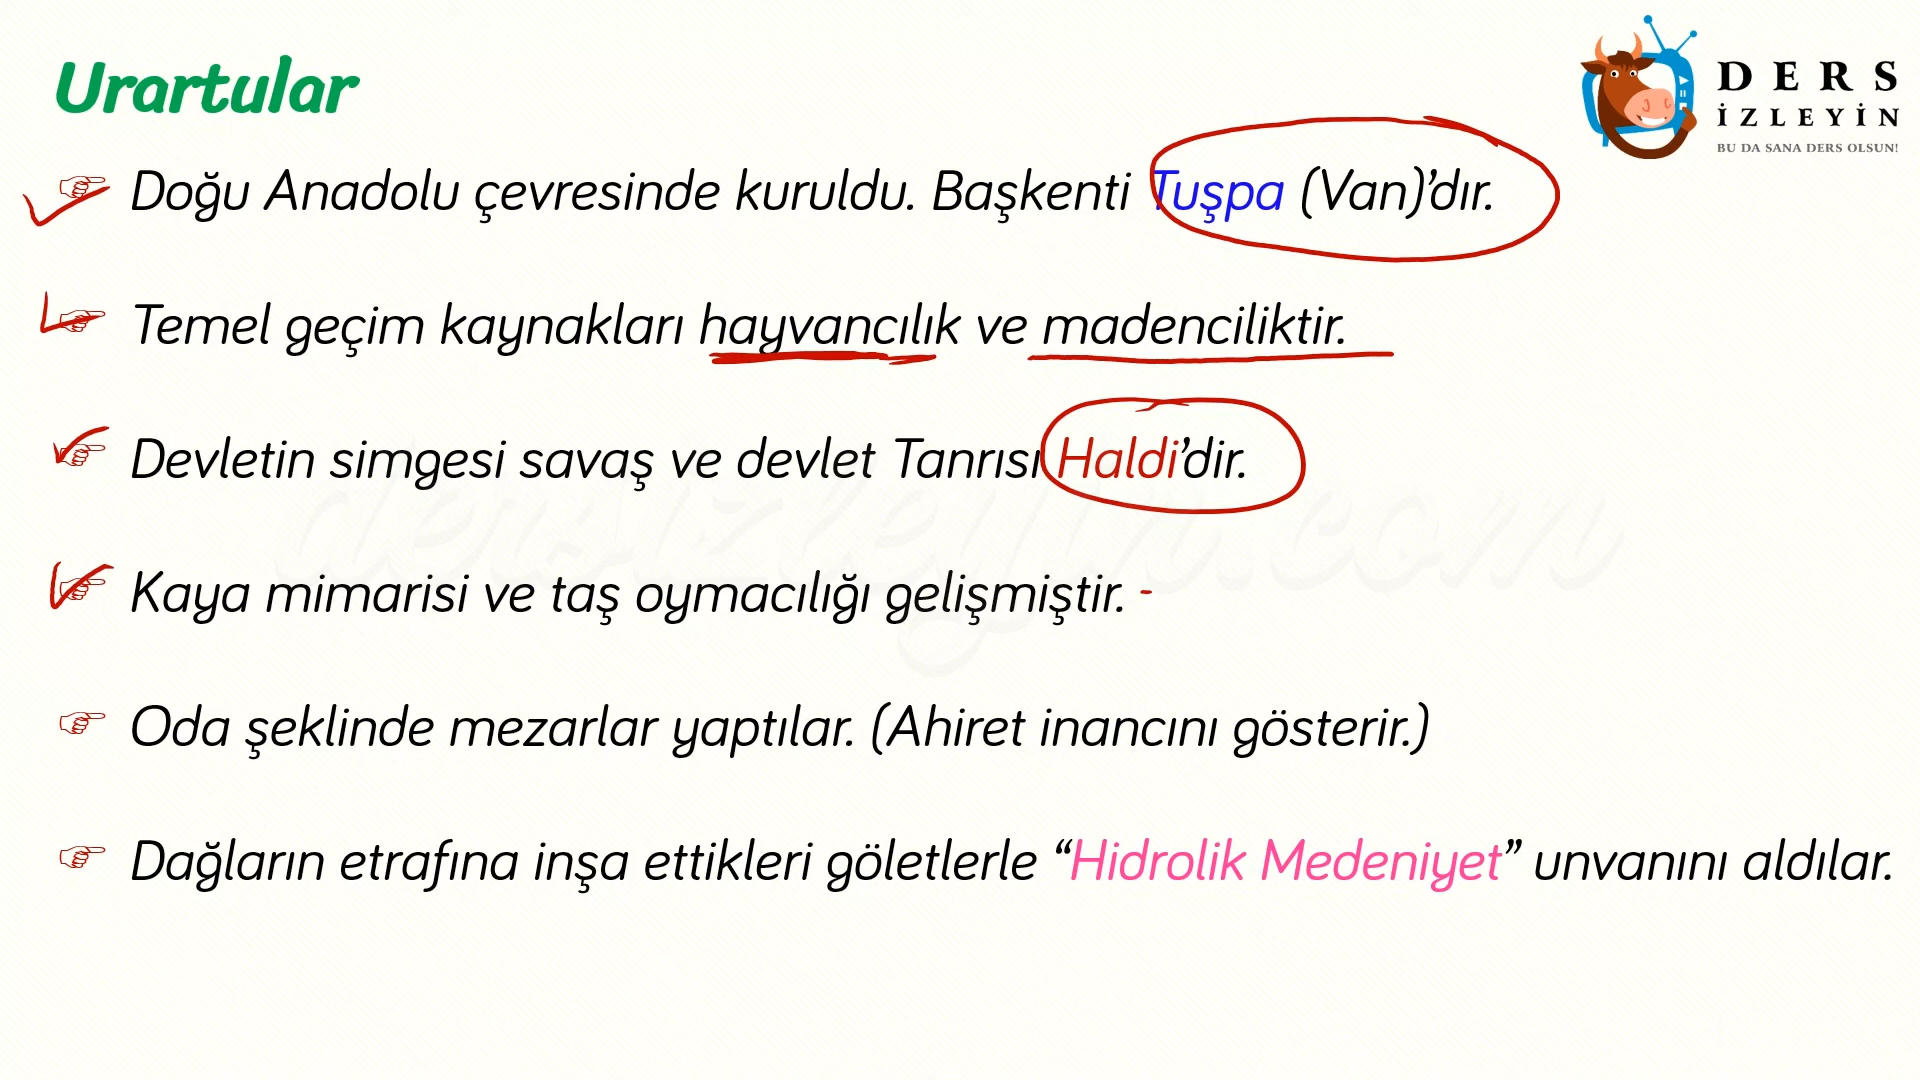 Urartular
DERS
İZLEYİN
BU DA SANA DERS OLSUN!
Doğu Anadolu çevresinde kuruldu. Başkenti Tuşpa (Van)’dır.
Temel geçim kaynakları hayvancılık ve madenciliktir.
Devletin simgesi savaş ve devlet Tanrısı Haldi’dir.
Kaya mimarisi ve taş oymacılığı gelişmiştir. -
Oda şeklinde mezarlar yaptılar. (Ahiret inancını gösterir.)
Dağların etrafına inşa ettikleri göletlerle “Hidrolik Medeniyet” unvanını aldılar.
dersizleyin.com